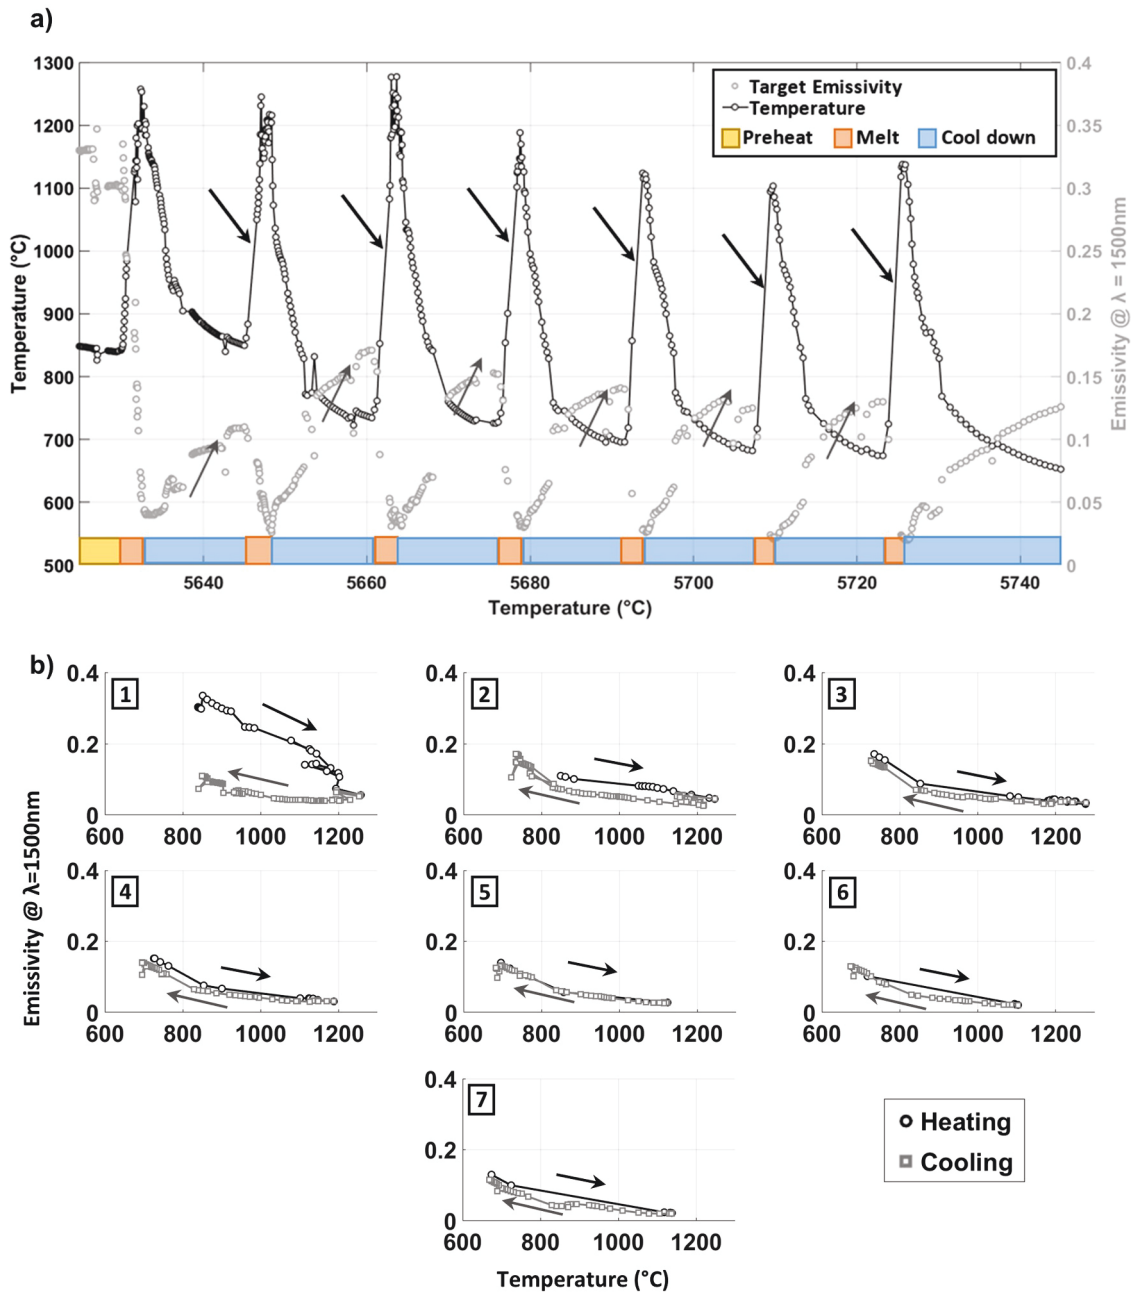 a)
1300
1200
1100
1000
900
800
700
600
500
Temperature (°C)
0.4
0.35
0.3
0.25
0.2
0.15
0.1
0.05
0
Emissivity @ λ = 1500nm
Target Emissivity
Temperature
Preheat Melt Cool down
5640 5660 5680 5700 5720 5740
Temperature (°C)
b)
Emissivity @ λ=1500nm
0.4 0.4 0.4
1 2 3
0.2 0.2 0.2
0 0 0
600 800 1000 1200 600 800 1000 1200 600 800 1000 1200
0.4 0.4 0.4
4 5 6
0.2 0.2 0.2
0 0 0
600 800 1000 1200 600 800 1000 1200 600 800 1000 1200
0.4
7
0.2
0
600 800 1000 1200
Heating
Cooling
Temperature (°C)